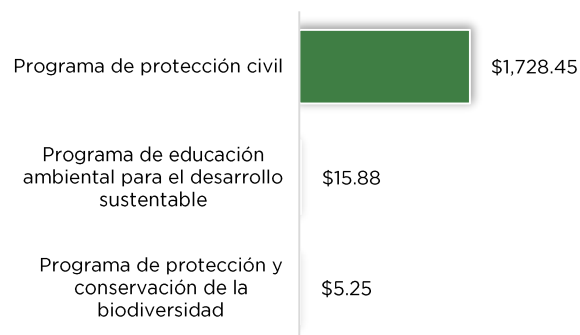 Programa de protección civil
$1,728.45
Programa de educación
ambiental para el desarrollo
sustentable
$15.88
Programa de protección y
conservación de la
biodiversidad
$5.25